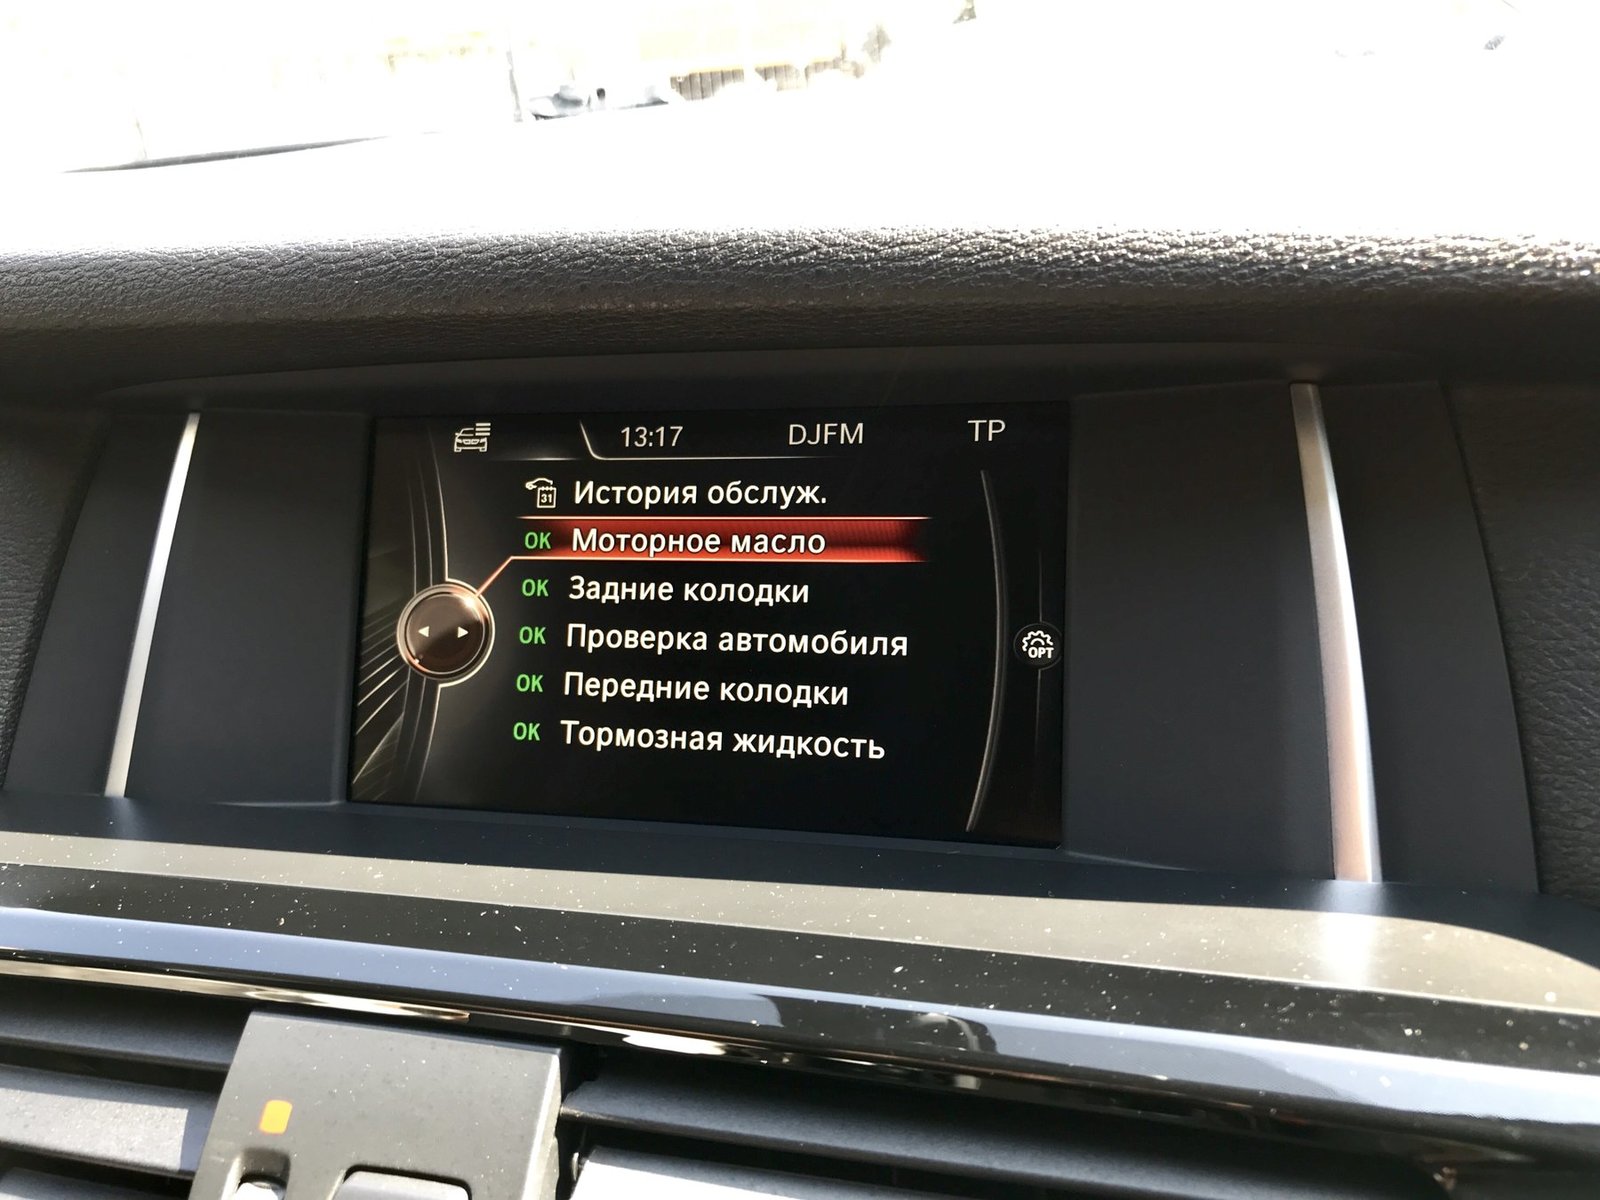 13:17 DJFM TP
31 История обслуж.
OK Моторное масло
OK Задние колодки
OK Проверка автомобиля
OK Передние колодки
OK Тормозная жидкость
OPT